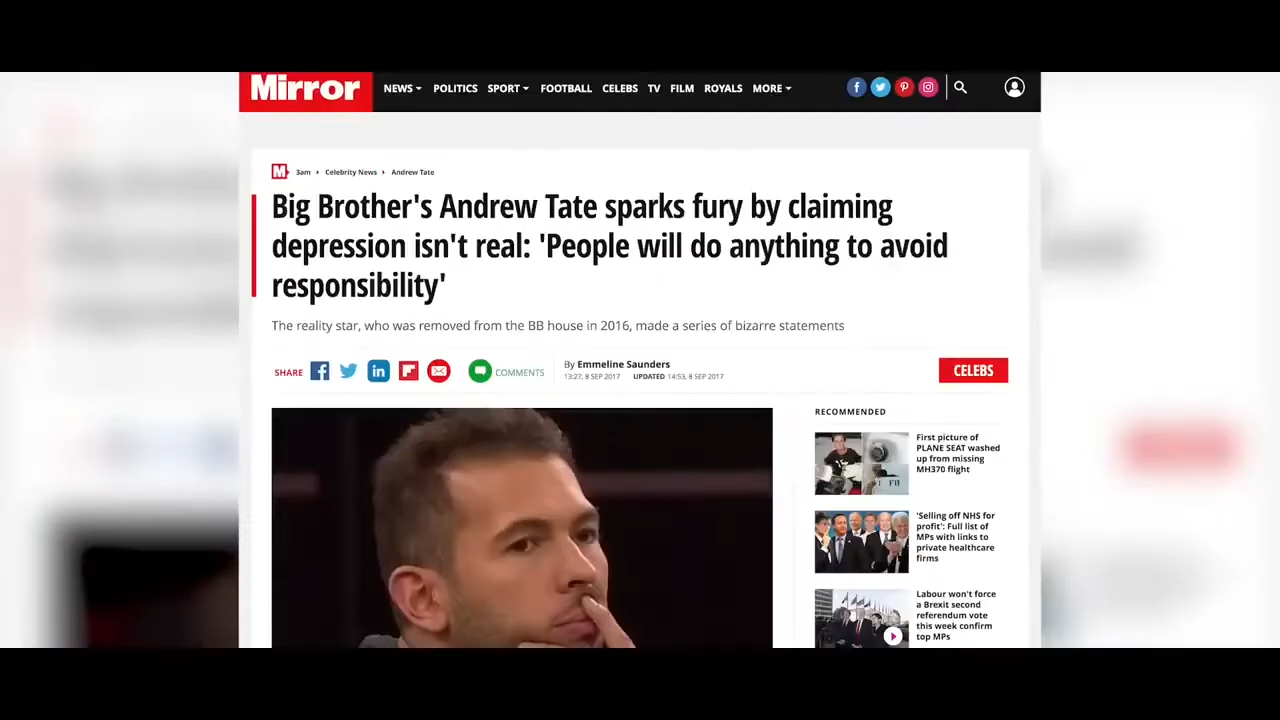 Mirror
NEWS POLITICS SPORT FOOTBALL CELEBS TV FILM ROYALS MORE
M 3am Celebrity News Andrew Tate
Big Brother's Andrew Tate sparks fury by claiming
depression isn't real: 'People will do anything to avoid
responsibility'
The reality star, who was removed from the BB house in 2016, made a series of bizarre statements
SHARE
COMMENTS
By Emmeline Saunders
13:27, 8 SEP 2017 UPDATED 14:53, 8 SEP 2017
CELEBS
RECOMMENDED
First picture of
PLANE SEAT washed
up from missing
MH370 flight
'Selling off NHS for
profit': Full list of
MPs with links to
private healthcare
firms
Labour won't force
a Brexit second
referendum vote
this week confirm
top MPs